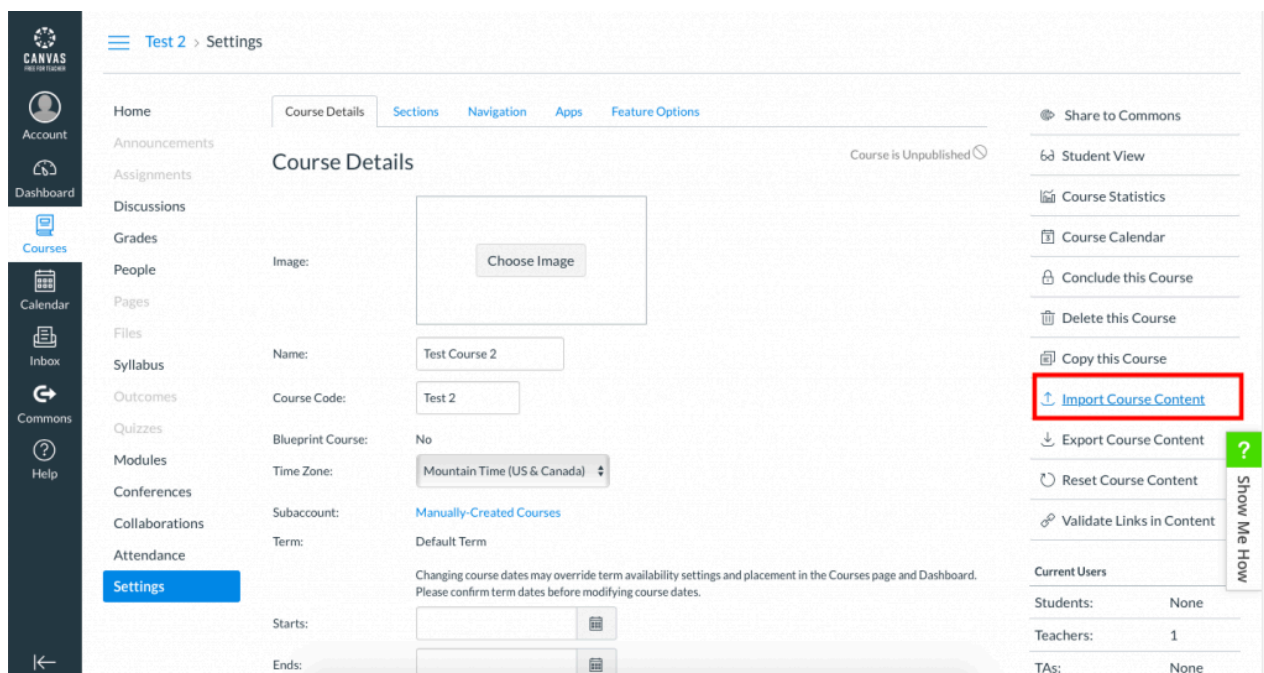 CANVAS
FREE FOR TEACHER
Account
Dashboard
Courses
Calendar
Inbox
Commons
Help
Test 2 > Settings
Home
Announcements
Assignments
Discussions
Grades
People
Pages
Files
Syllabus
Outcomes
Quizzes
Modules
Conferences
Collaborations
Attendance
Settings
Course Details Sections Navigation Apps Feature Options
Course Details
Course is Unpublished
Image:
Choose Image
Name: Test Course 2
Course Code: Test 2
Blueprint Course: No
Time Zone: Mountain Time (US & Canada)
Subaccount: Manually-Created Courses
Term: Default Term
Changing course dates may override term availability settings and placement in the Courses page and Dashboard.
Please confirm term dates before modifying course dates.
Starts:
Ends:
Share to Commons
Student View
Course Statistics
Course Calendar
Conclude this Course
Delete this Course
Copy this Course
Import Course Content
Export Course Content
Reset Course Content
Validate Links in Content
Current Users
Students: None
Teachers: 1
TAs: None
?
Show Me How